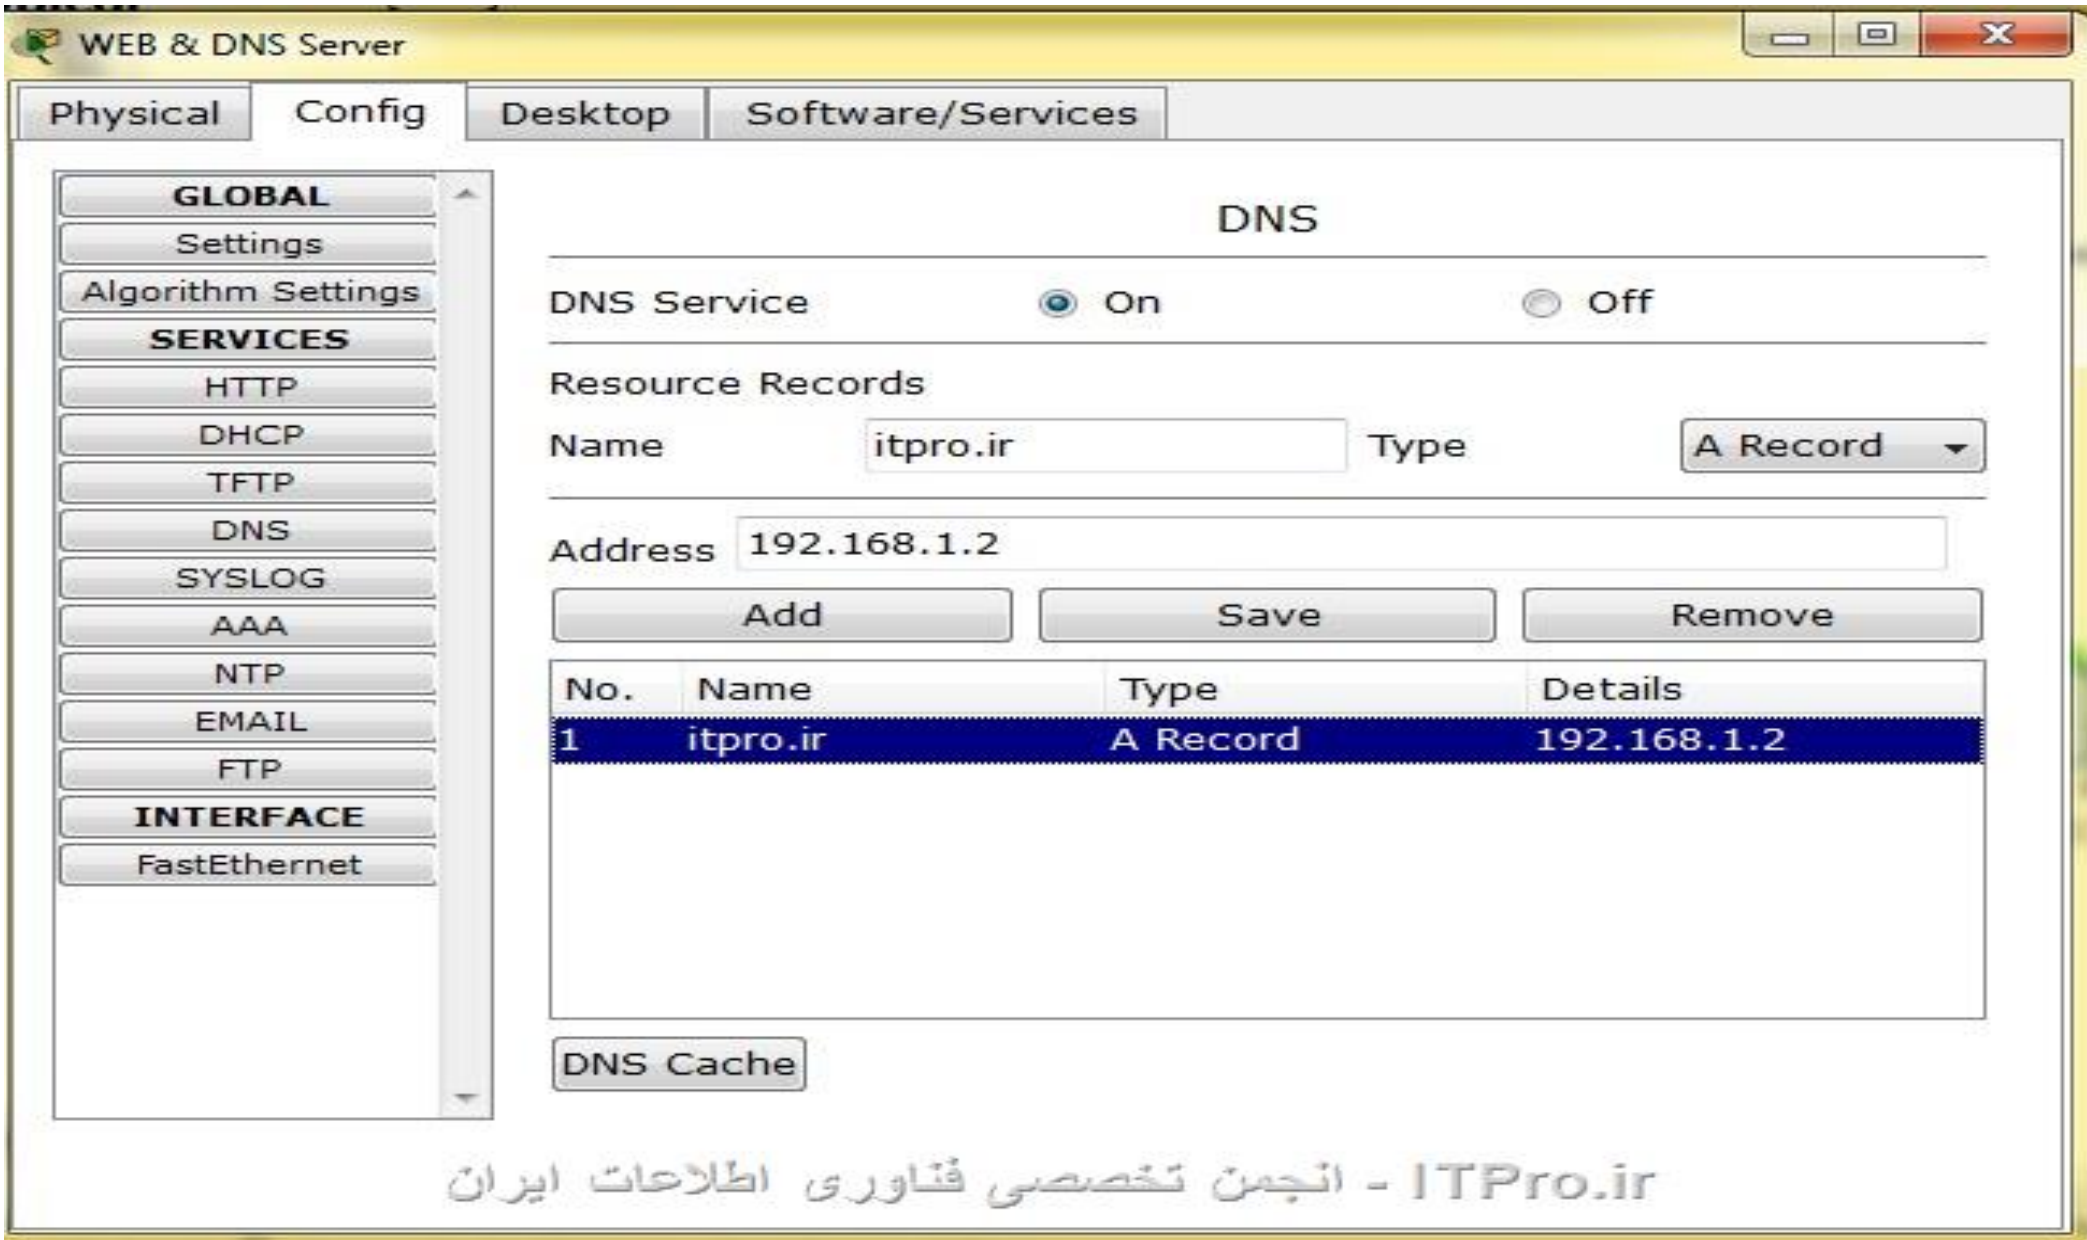 WEB & DNS Server
Physical Config Desktop Software/Services
GLOBAL
Settings
Algorithm Settings
SERVICES
HTTP
DHCP
TFTP
DNS
SYSLOG
AAA
NTP
EMAIL
FTP
INTERFACE
FastEthernet
DNS
DNS Service On Off
Resource Records
Name itpro.ir Type A Record
Address 192.168.1.2
Add Save Remove
No. Name Type Details
1 itpro.ir A Record 192.168.1.2
DNS Cache
ITPro.ir - انجمن تخصصی فناوری اطلاعات ایران